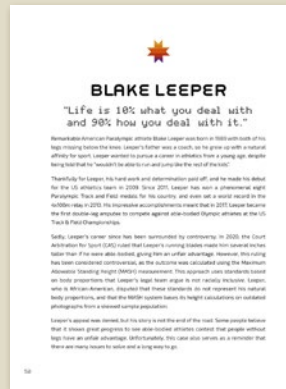 BLAKE LEEPER
"Life is 10% what you deal with
and 90% how you deal with it."
Remarkable American Paralympic athlete Blake Leeper was born in 1989 with both of his
legs missing below the knee. Leeper's father was a coach, so he grew up with a natural
affinity for sport. Leeper wanted to pursue a career in athletics from a young age, despite
being told that he "wouldn't be able to run and jump like the rest of the kids".
Thankfully for Leeper, his hard work and determination paid off, and he made his debut
for the US athletics team in 2009. Since 2011, Leeper has won a phenomenal eight
Paralympic Track and Field medals for his country, and even set a world record in the
4x100m relay in 2013. His impressive accomplishments meant that in 2017, Leeper became
the first double-leg amputee to compete against able-bodied Olympic athletes at the US
Track & Field Championships.
Sadly, Leeper's career since has been surrounded by controversy. In 2020, the Court
Arbitration for Sport (CAS) ruled that Leeper's running blades made him several inches
taller than if he were able-bodied, giving him an unfair advantage. However, this ruling
has been considered controversial, as the outcome was calculated using the Maximum
Allowable Standing Height (MASH) measurement. This approach uses standards based
on body proportions that Leeper's legal team argue is not racially inclusive. Leeper,
who is African-American, disputed that these standards do not represent his natural
body proportions, and that the MASH system bases its height calculations on outdated
photographs from a skewed sample population.
Leeper's appeal was denied, but his story is not the end of the road. Some people believe
that it shows great progress to see able-bodied athletes contest that people without
legs have an unfair advantage. Unfortunately, this case also serves as a reminder that
there are many issues to solve and a long way to go.